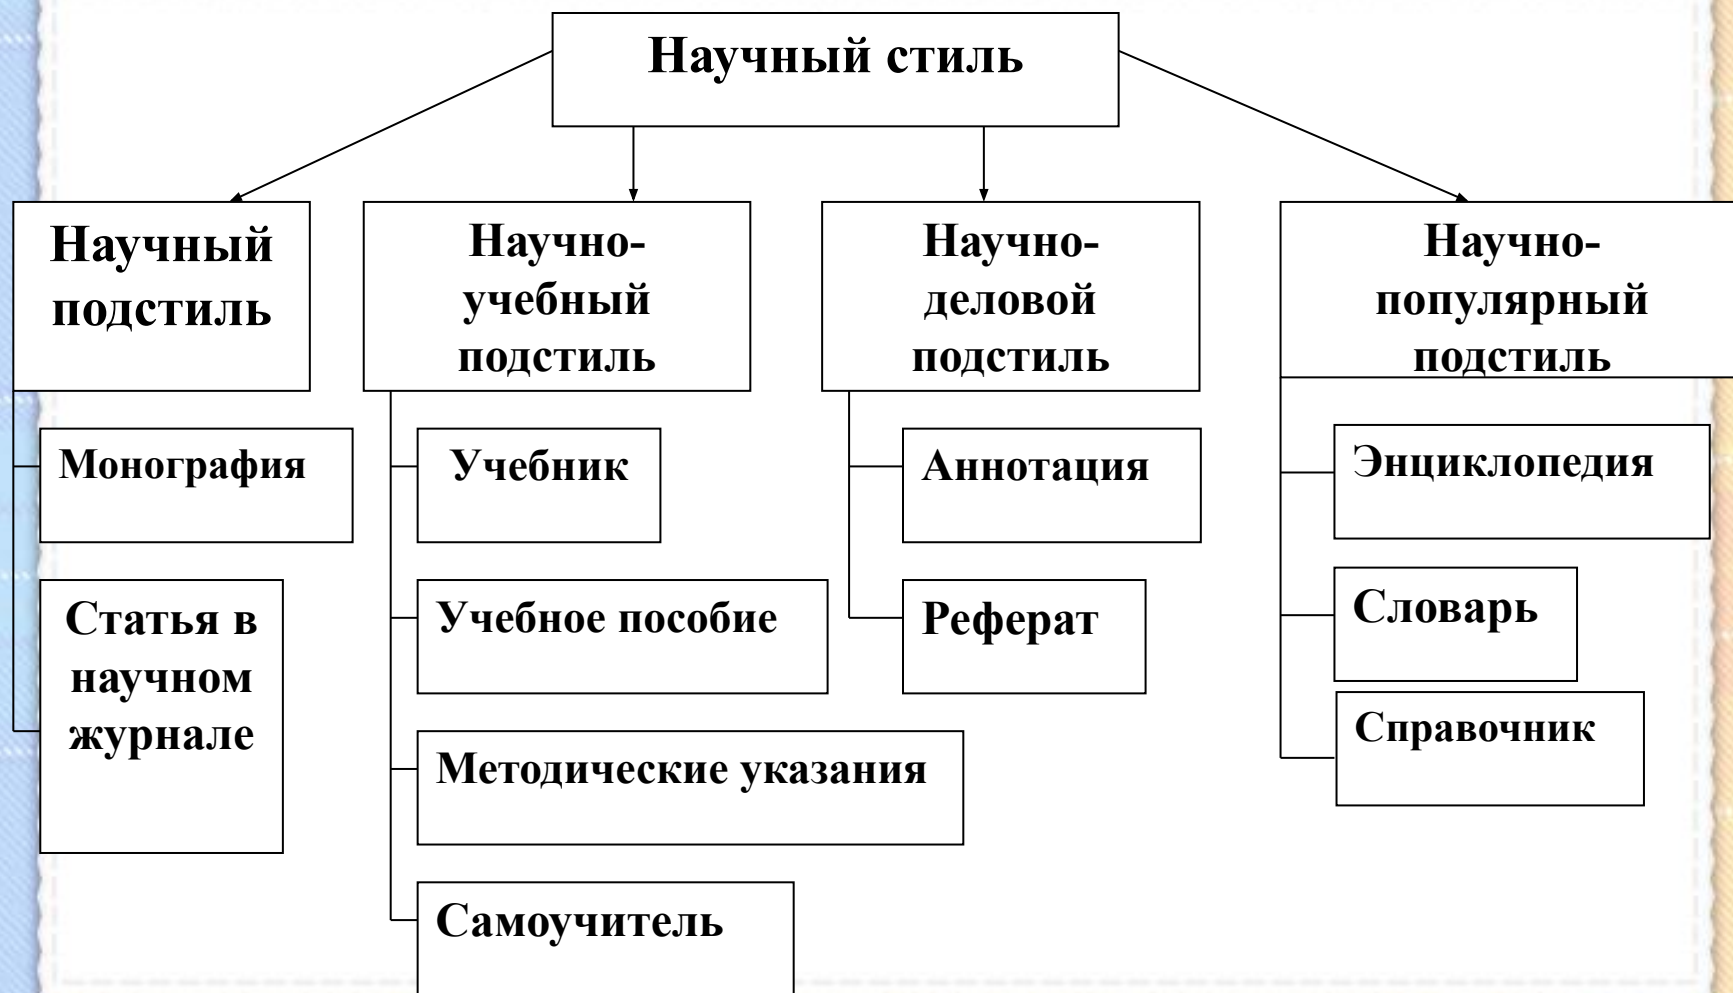 Научный стиль
Научный
подстиль
Научно-
учебный
подстиль
Научно-
деловой
подстиль
Научно-
популярный
подстиль
Монография
Статья в
научном
журнале
Учебник
Учебное пособие
Методические указания
Самоучитель
Аннотация
Реферат
Энциклопедия
Словарь
Справочник